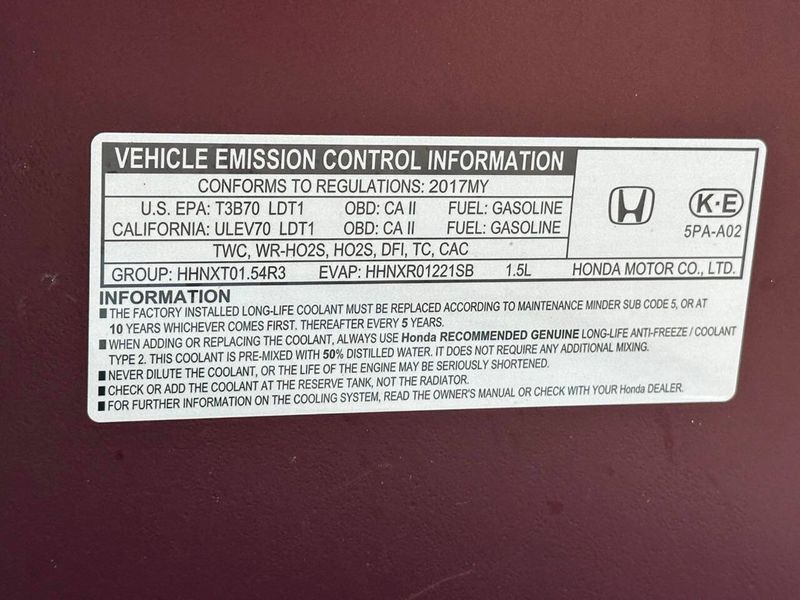 VEHICLE EMISSION CONTROL INFORMATION
CONFORMS TO REGULATIONS: 2017MY
U.S. EPA: T3B70 LDT1 OBD: CA II FUEL: GASOLINE
CALIFORNIA: ULEV70 LDT1 OBD: CA II FUEL: GASOLINE
TWC, WR-HO2S, HO2S, DFI, TC, CAC
GROUP: HHNXT01.54R3 EVAP: HHNXR01221SB 1.5L
K·E
5PA-A02
HONDA MOTOR CO., LTD.
INFORMATION
■ THE FACTORY INSTALLED LONG-LIFE COOLANT MUST BE REPLACED ACCORDING TO MAINTENANCE MINDER SUB CODE 5, OR AT
10 YEARS WHICHEVER COMES FIRST. THEREAFTER EVERY 5 YEARS.
■ WHEN ADDING OR REPLACING THE COOLANT, ALWAYS USE Honda RECOMMENDED GENUINE LONG-LIFE ANTI-FREEZE / COOLANT
TYPE 2. THIS COOLANT IS PRE-MIXED WITH 50% DISTILLED WATER. IT DOES NOT REQUIRE ANY ADDITIONAL MIXING.
■ NEVER DILUTE THE COOLANT, OR THE LIFE OF THE ENGINE MAY BE SERIOUSLY SHORTENED.
■ CHECK OR ADD THE COOLANT AT THE RESERVE TANK, NOT THE RADIATOR.
■ FOR FURTHER INFORMATION ON THE COOLING SYSTEM, READ THE OWNER'S MANUAL OR CHECK WITH YOUR Honda DEALER.